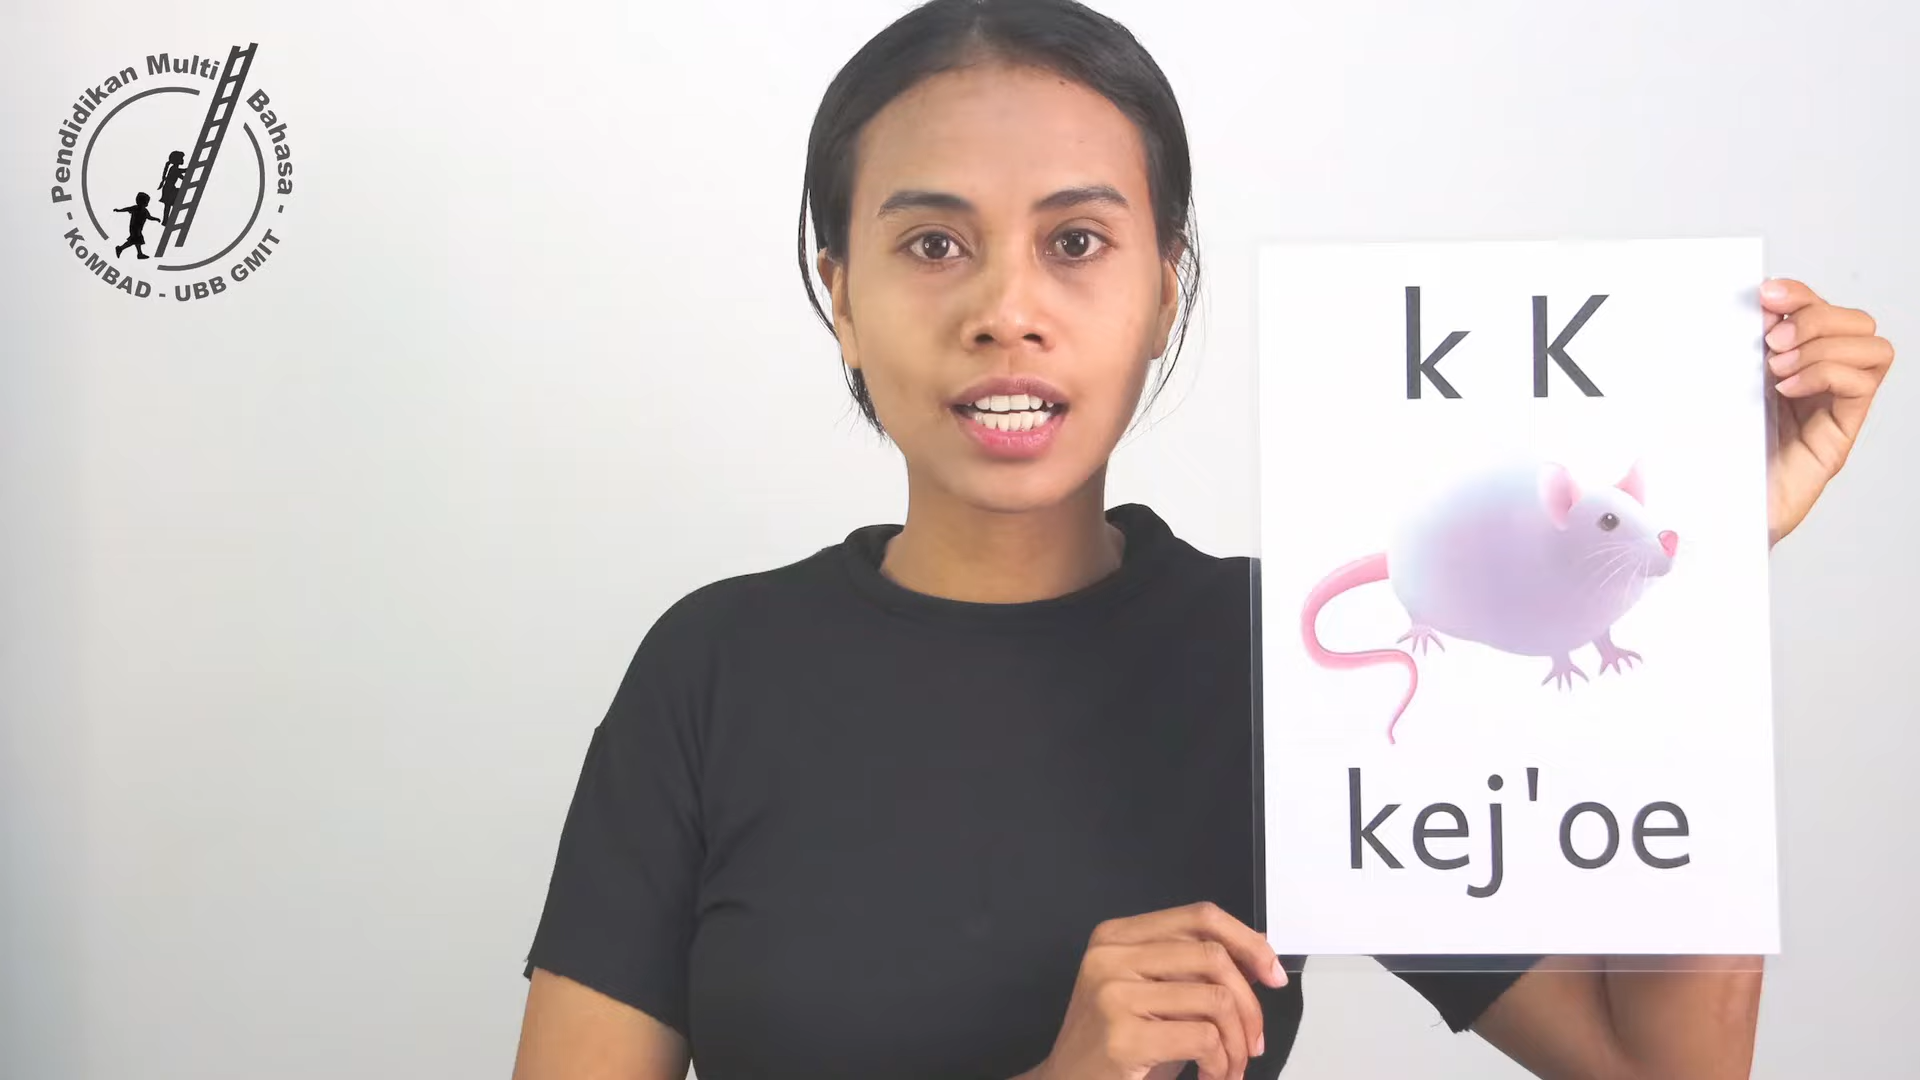 Pendidikan Multi Bahasa
- KoMBAD - UBB GMIT -
k K
kej'oe